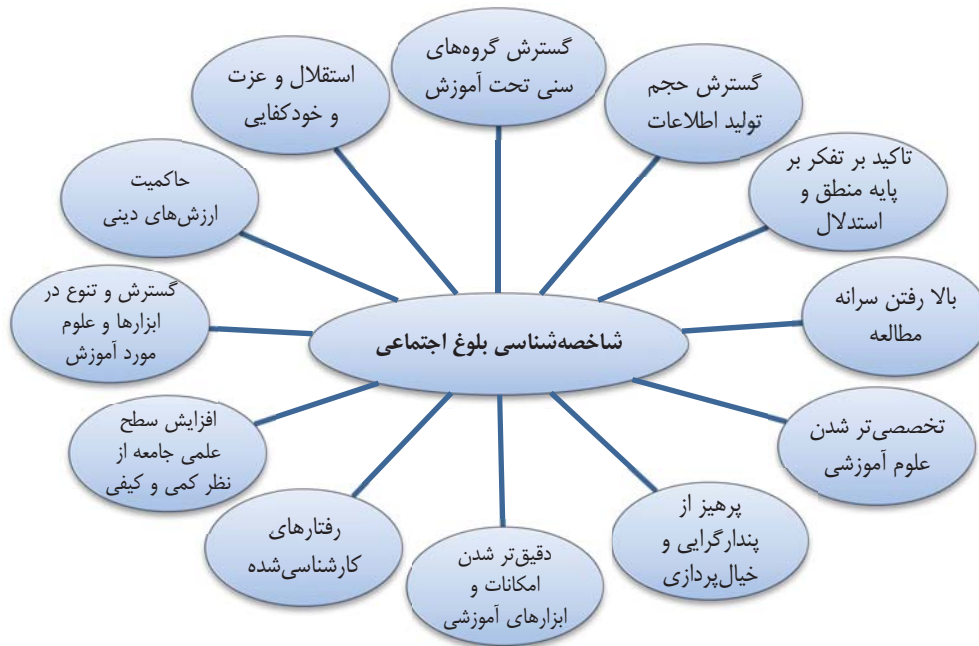 شاخصه‌شناسی بلوغ اجتماعی
گسترش گروه‌های
سنی تحت آموزش
گسترش حجم
تولید اطلاعات
تاکید بر تفکر بر
پایه منطق و
استدلال
بالا رفتن سرانه
مطالعه
تخصصی‌تر شدن
علوم آموزشی
پرهیز از
پندارگرایی و
خیال‌پردازی
دقیق‌تر شدن
امکانات و
ابزارهای آموزشی
رفتارهای
کارشناسی‌شده
افزایش سطح
علمی جامعه از
نظر کمی و کیفی
گسترش و تنوع در
ابزارها و علوم
مورد آموزش
حاکمیت
ارزش‌های دینی
استقلال و عزت
و خودکفایی